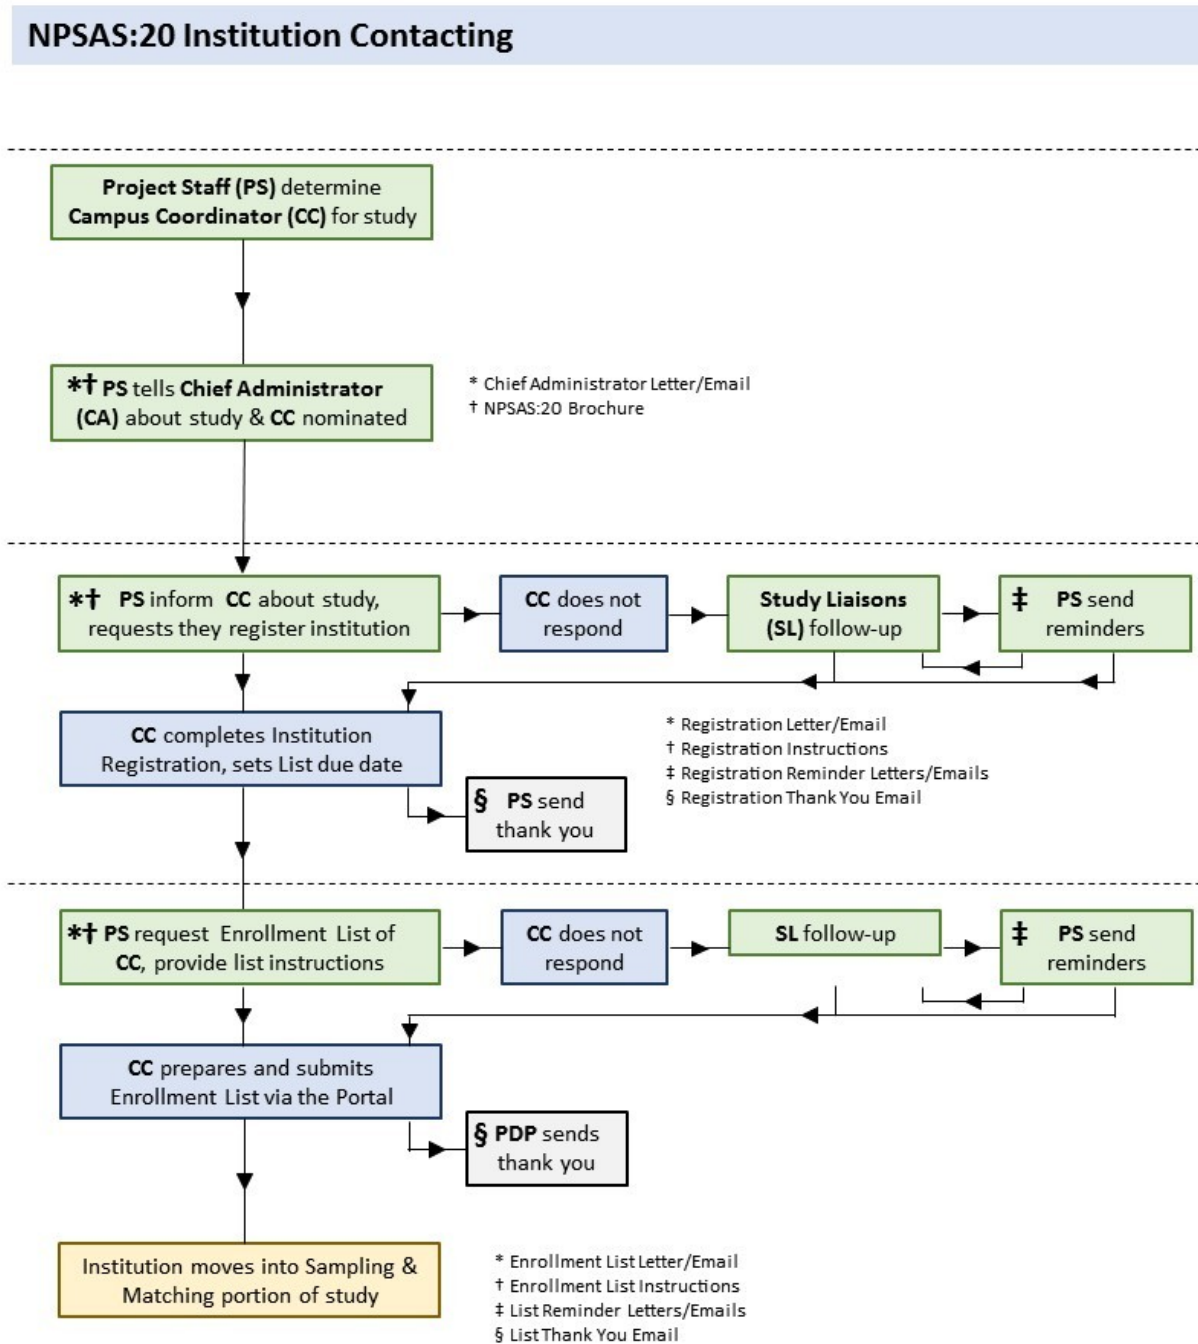 NPSAS:20 Institution Contacting
Project Staff (PS) determine
Campus Coordinator (CC) for study
*† PS tells Chief Administrator
(CA) about study & CC nominated
* Chief Administrator Letter/Email
† NPSAS:20 Brochure
*† PS inform CC about study,
requests they register institution
CC does not
respond
Study Liaisons
(SL) follow-up
‡ PS send
reminders
CC completes Institution
Registration, sets List due date
* Registration Letter/Email
† Registration Instructions
‡ Registration Reminder Letters/Emails
§ Registration Thank You Email
§ PS send
thank you
*† PS request Enrollment List of
CC, provide list instructions
CC does not
respond
SL follow-up
‡ PS send
reminders
CC prepares and submits
Enrollment List via the Portal
§ PDP sends
thank you
Institution moves into Sampling &
Matching portion of study
* Enrollment List Letter/Email
† Enrollment List Instructions
‡ List Reminder Letters/Emails
§ List Thank You Email